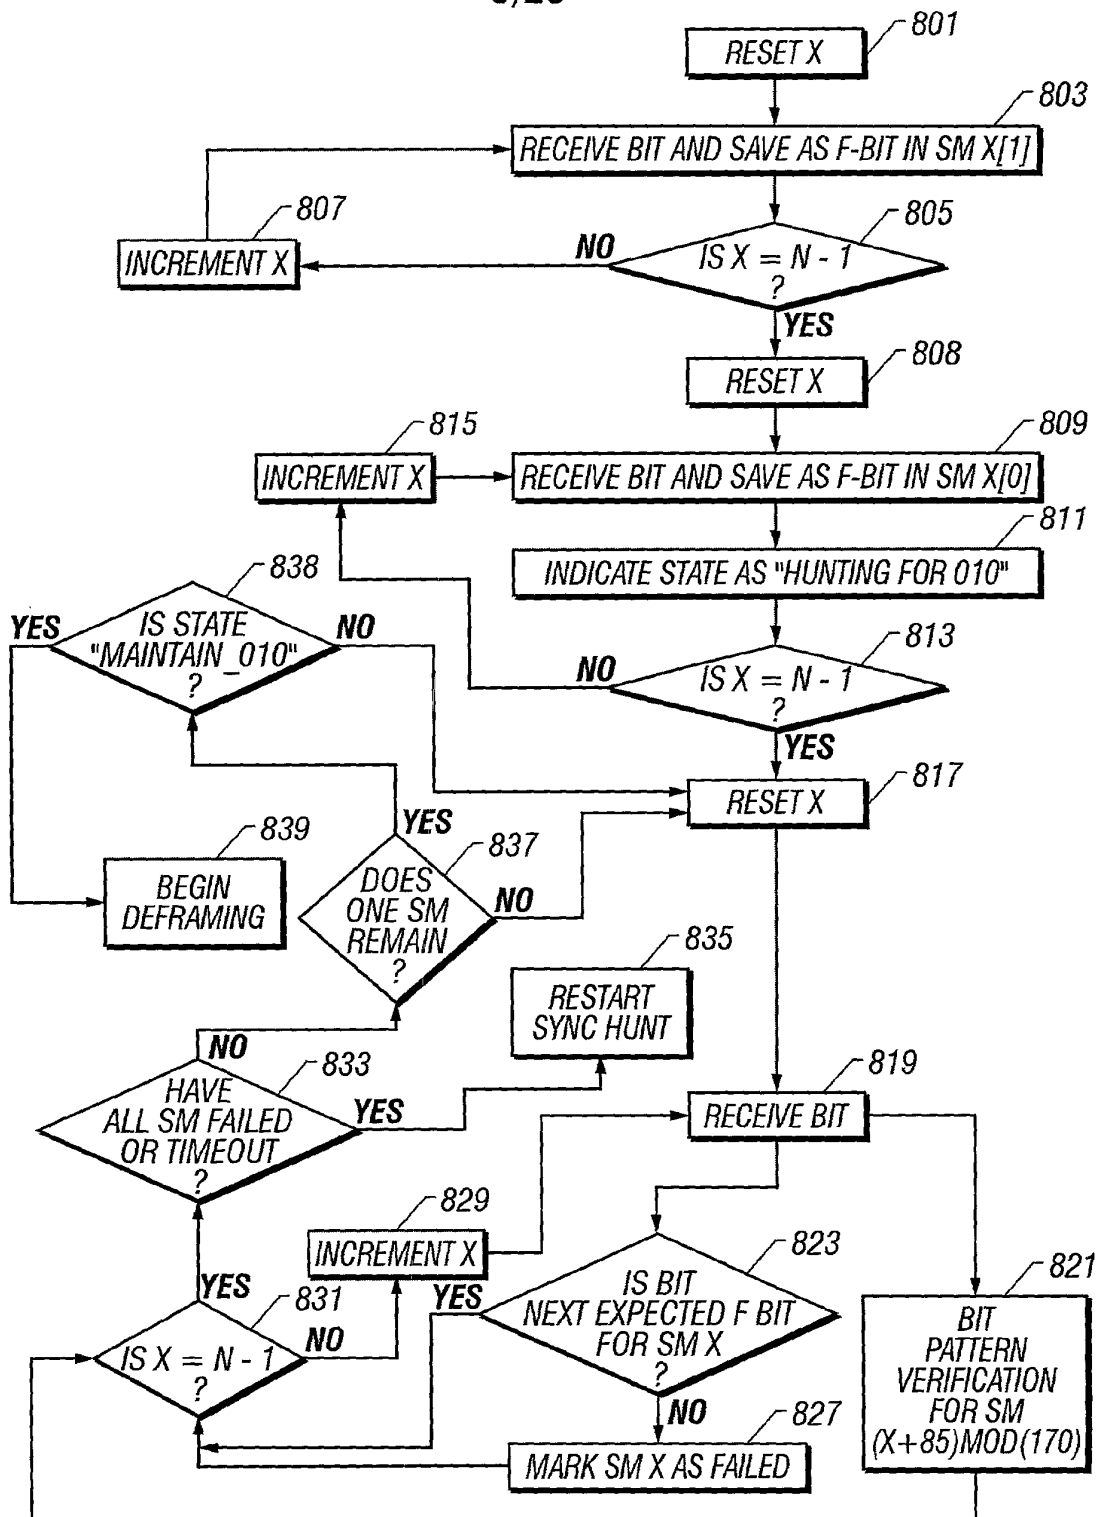 801
RESET X
803
RECEIVE BIT AND SAVE AS F-BIT IN SM X[1]
807
805
INCREMENT X
NO
IS X = N - 1
?
YES
808
RESET X
815
809
INCREMENT X
RECEIVE BIT AND SAVE AS F-BIT IN SM X[0]
811
INDICATE STATE AS "HUNTING FOR 010"
838
YES
IS STATE
"MAINTAIN_010"
?
NO
813
NO
IS X = N - 1
?
YES
817
RESET X
839
BEGIN
DEFRAMING
YES
837
DOES
ONE SM
REMAIN
?
NO
835
RESTART
SYNC HUNT
NO
833
HAVE
ALL SM FAILED
OR TIMEOUT
?
YES
819
RECEIVE BIT
829
INCREMENT X
823
YES
IS BIT
NEXT EXPECTED F BIT
FOR SM X
?
NO
821
BIT
PATTERN
VERIFICATION
FOR SM
(X+85)MOD(170)
YES
831
IS X = N - 1
?
NO
827
MARK SM X AS FAILED